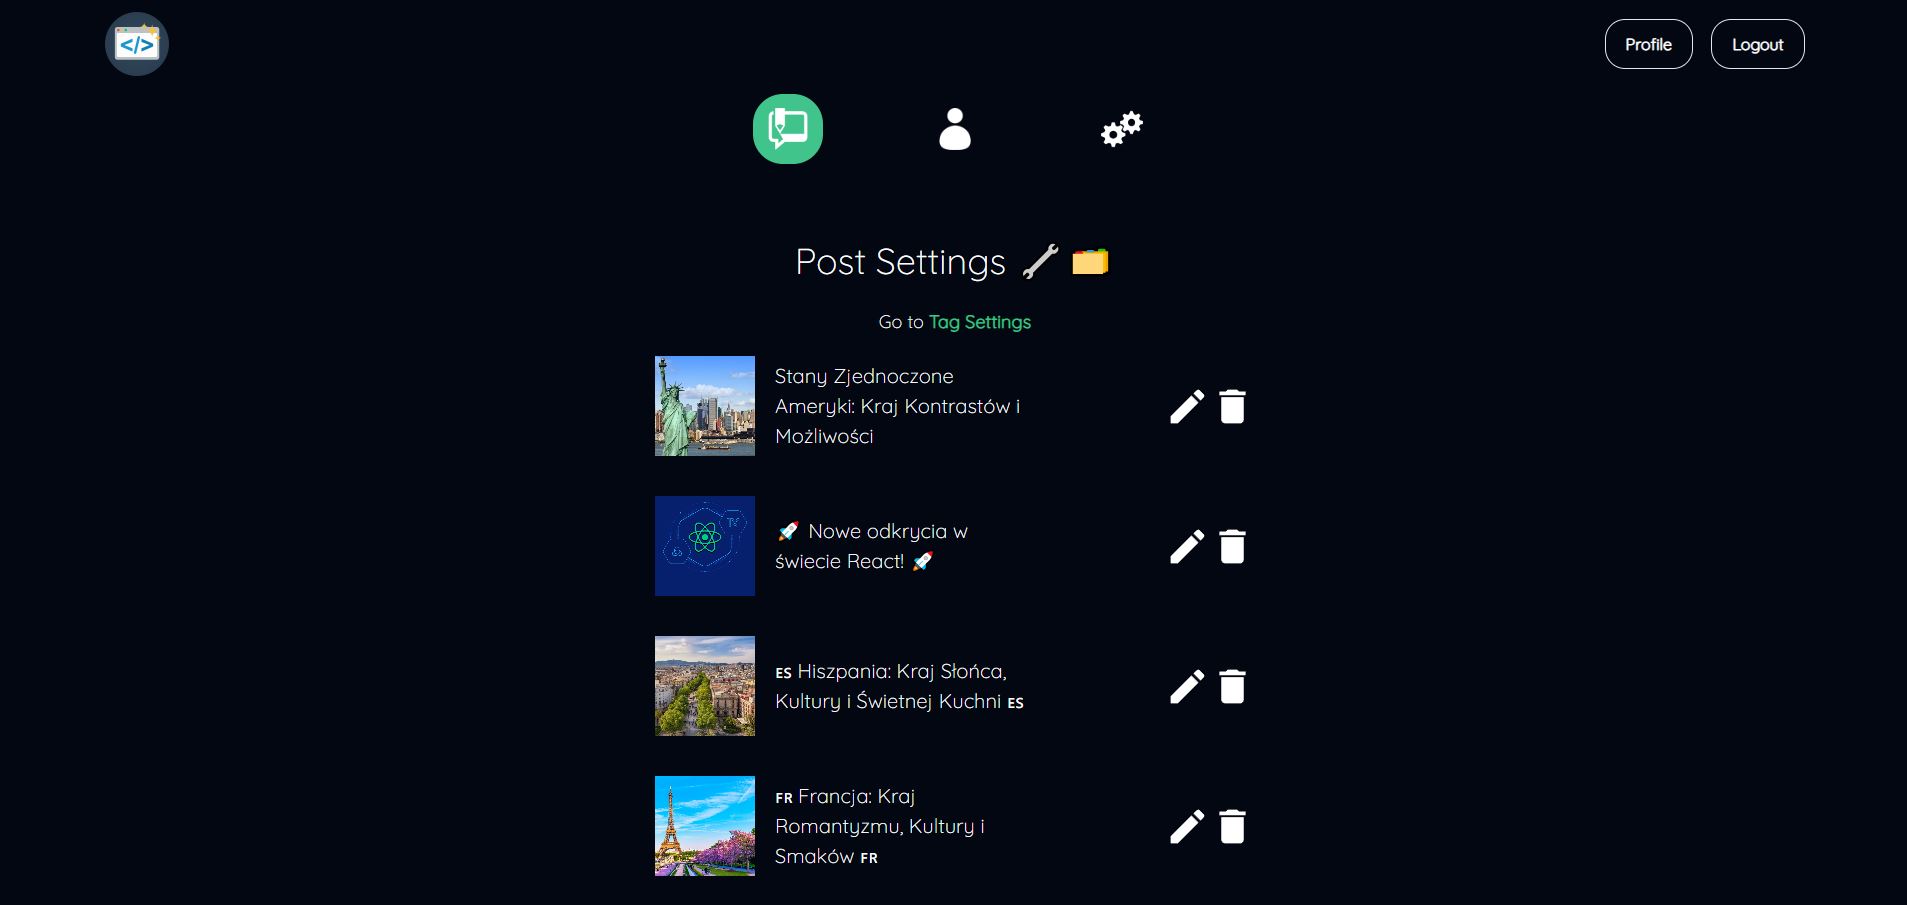 </>
Profile
Logout
Post Settings 🔧 🗂️
Go to Tag Settings
Stany Zjednoczone
Ameryki: Kraj Kontrastów i
Możliwości
🚀 Nowe odkrycia w
świecie React! 🚀
ES Hiszpania: Kraj Słońca,
Kultury i Świetnej Kuchni ES
FR Francja: Kraj
Romantyzmu, Kultury i
Smaków FR